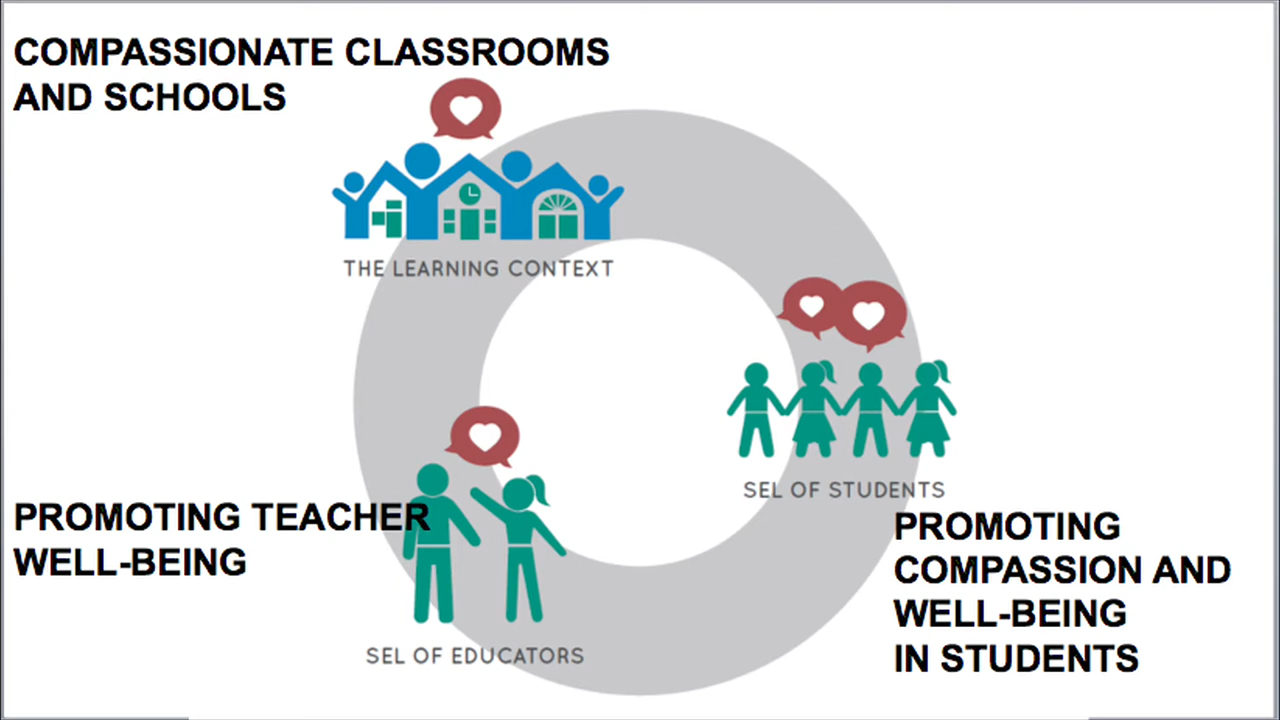 COMPASSIONATE CLASSROOMS
AND SCHOOLS
THE LEARNING CONTEXT
SEL OF STUDENTS
PROMOTING TEACHER
WELL-BEING
PROMOTING
COMPASSION AND
WELL-BEING
IN STUDENTS
SEL OF EDUCATORS